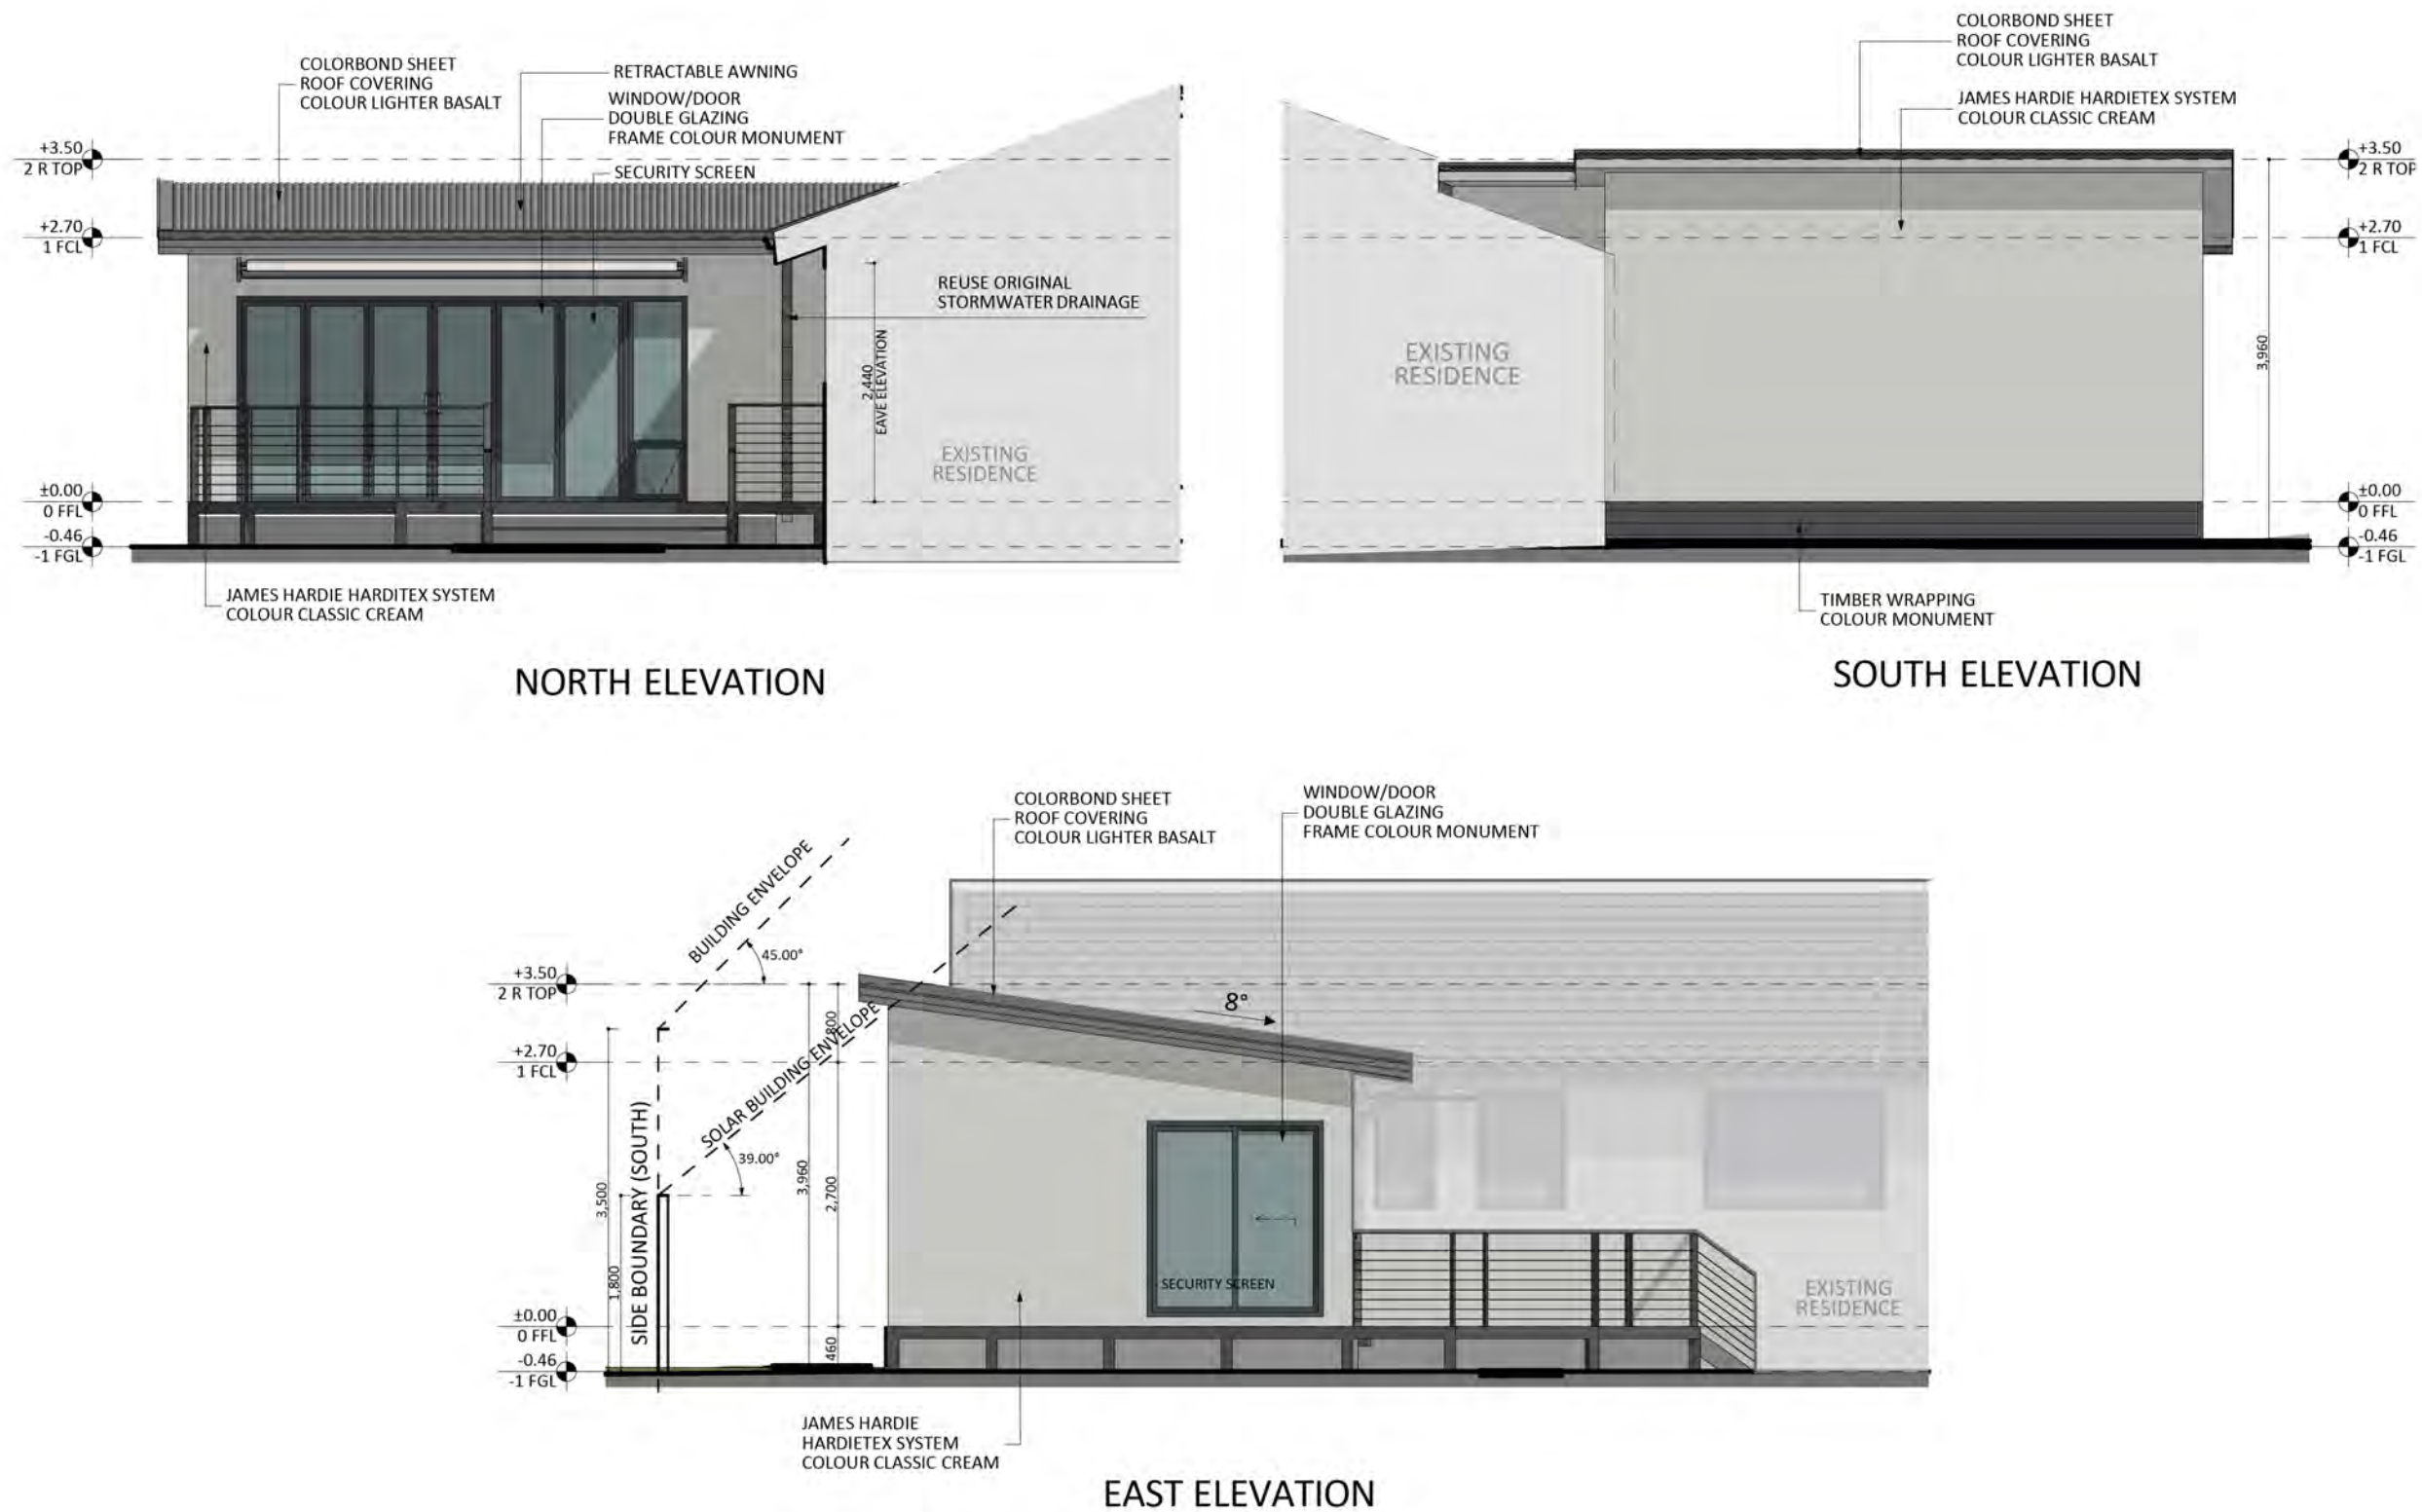 COLORBOND SHEET
ROOF COVERING
COLOUR LIGHTER BASALT
RETRACTABLE AWNING
WINDOW/DOOR
DOUBLE GLAZING
FRAME COLOUR MONUMENT
SECURITY SCREEN
+3.50
2 R TOP
+2.70
1 FCL
REUSE ORIGINAL
STORMWATER DRAINAGE
2,440
EAVE ELEVATION
EXISTING
RESIDENCE
±0.00
0 FFL
-0.46
-1 FGL
JAMES HARDIE HARDITEX SYSTEM
COLOUR CLASSIC CREAM
NORTH ELEVATION
COLORBOND SHEET
ROOF COVERING
COLOUR LIGHTER BASALT
JAMES HARDIE HARDIETEX SYSTEM
COLOUR CLASSIC CREAM
+3.50
2 R TOP
+2.70
1 FCL
EXISTING
RESIDENCE
3,960
±0.00
0 FFL
-0.46
-1 FGL
TIMBER WRAPPING
COLOUR MONUMENT
SOUTH ELEVATION
COLORBOND SHEET
ROOF COVERING
COLOUR LIGHTER BASALT
WINDOW/DOOR
DOUBLE GLAZING
FRAME COLOUR MONUMENT
BUILDING ENVELOPE
45.00°
+3.50
2 R TOP
8°
800
SOLAR BUILDING ENVELOPE
+2.70
1 FCL
39.00°
SIDE BOUNDARY (SOUTH)
3,500
1,800
3,960
2,700
460
SECURITY SCREEN
EXISTING
RESIDENCE
±0.00
0 FFL
-0.46
-1 FGL
JAMES HARDIE
HARDIETEX SYSTEM
COLOUR CLASSIC CREAM
EAST ELEVATION